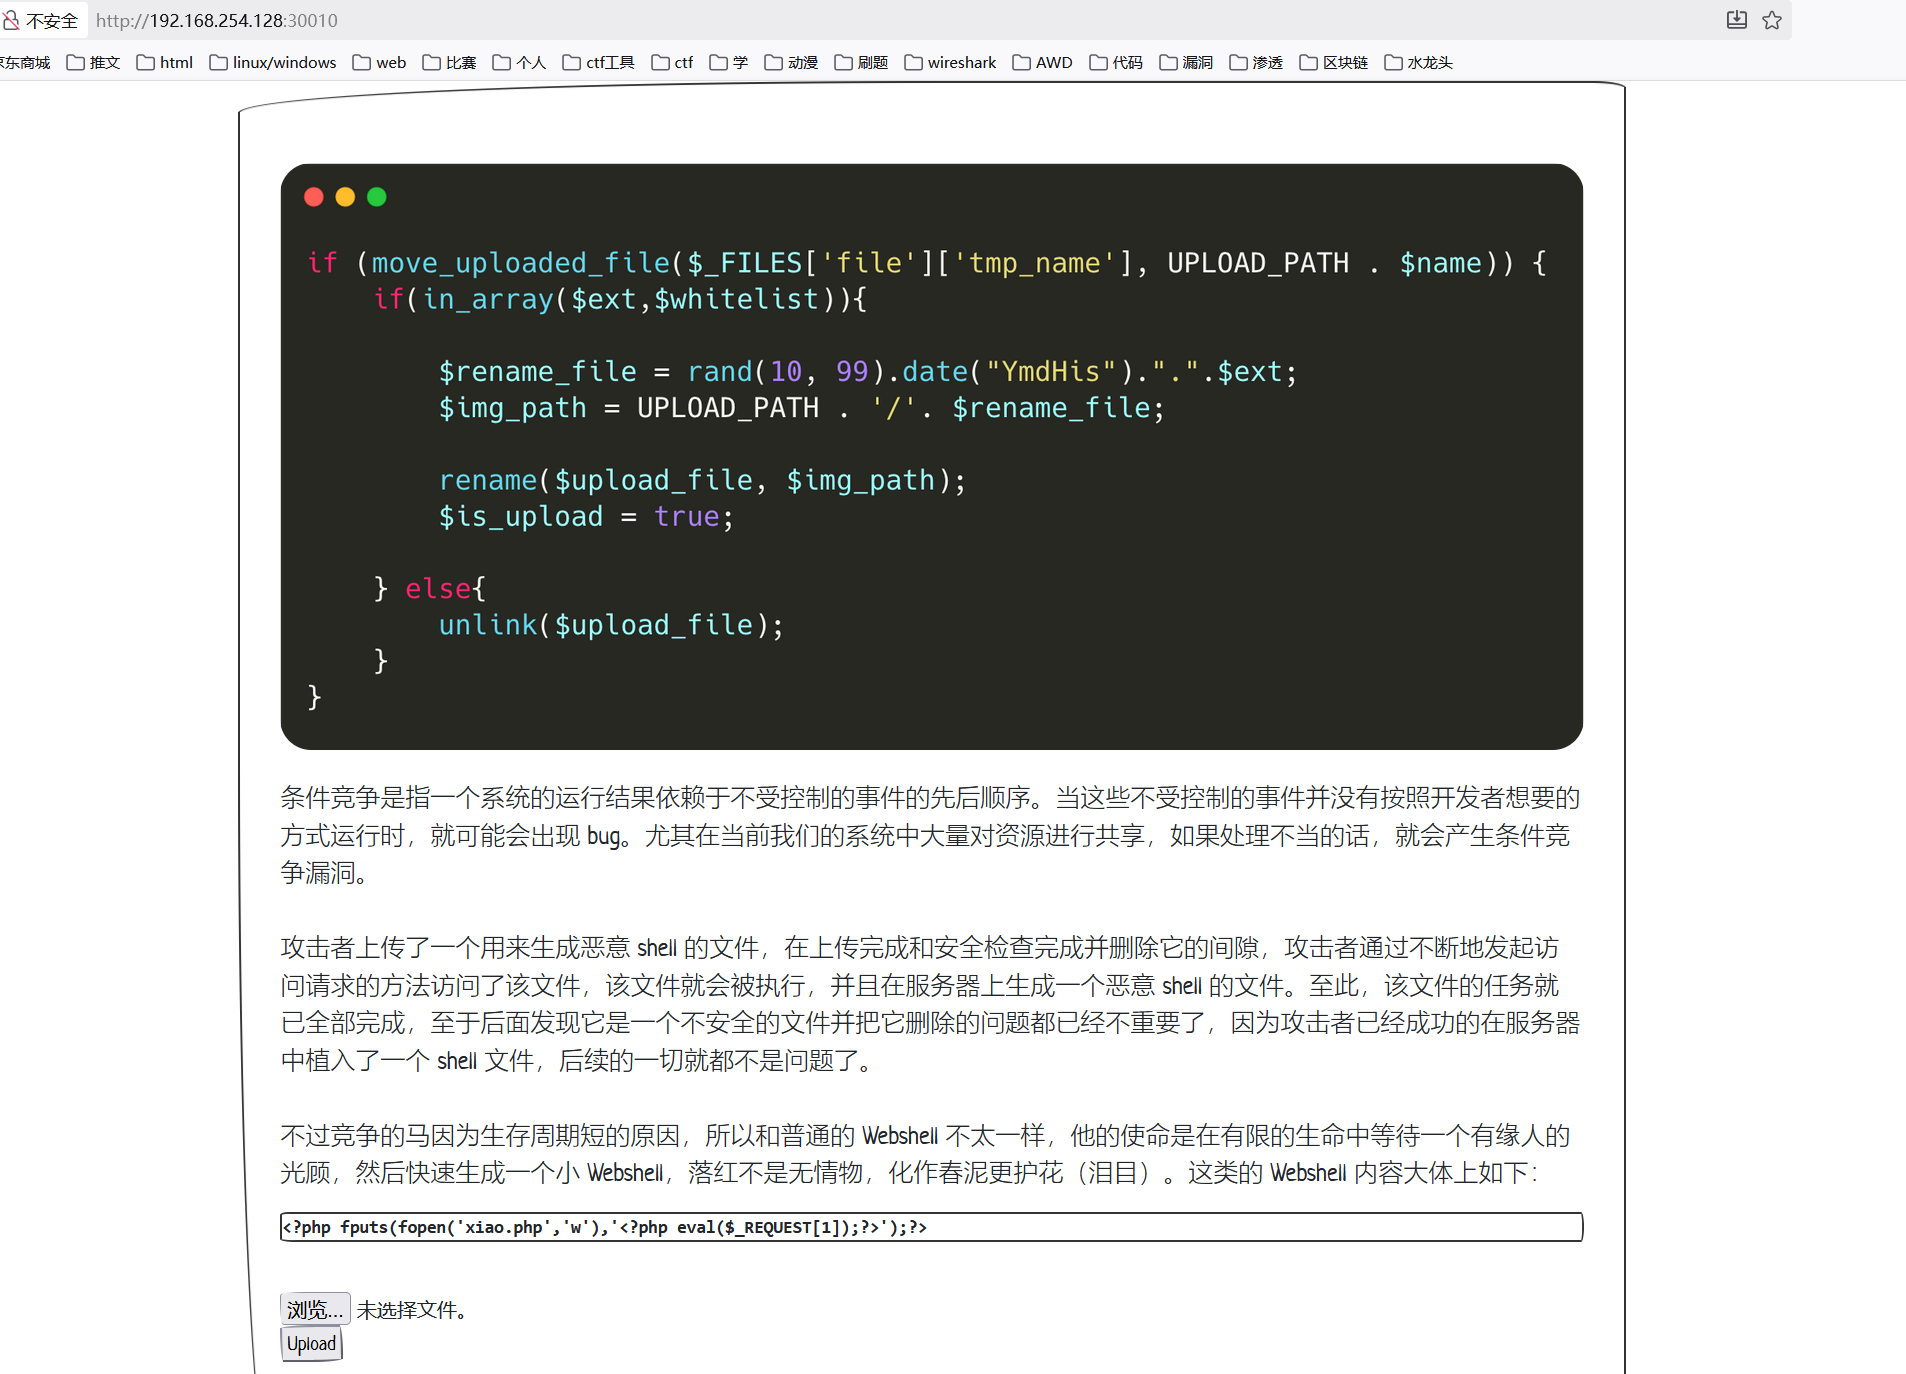 不安全 http://192.168.254.128:30010
东商城 推文 html linux/windows web 比赛 个人 ctf工具 ctf 学 动漫 刷题 wireshark AWD 代码 漏洞 渗透 区块链 水龙头
if (move_uploaded_file($_FILES['file']['tmp_name'], UPLOAD_PATH . $name)) {
if(in_array($ext,$whitelist)){
$rename_file = rand(10, 99).date("YmdHis").".".$ext;
$img_path = UPLOAD_PATH . '/'. $rename_file;
rename($upload_file, $img_path);
$is_upload = true;
} else{
unlink($upload_file);
}
}
条件竞争是指一个系统的运行结果依赖于不受控制的事件的先后顺序。当这些不受控制的事件并没有按照开发者想要的
方式运行时，就可能会出现 bug。尤其在当前我们的系统中大量对资源进行共享，如果处理不当的话，就会产生条件竞
争漏洞。
攻击者上传了一个用来生成恶意 shell 的文件，在上传完成和安全检查完成并删除它的间隙，攻击者通过不断地发起访
问请求的方法访问了该文件，该文件就会被执行，并且在服务器上生成一个恶意 shell 的文件。至此，该文件的任务就
已全部完成，至于后面发现它是一个不安全的文件并把它删除的问题都已经不重要了，因为攻击者已经成功的在服务器
中植入了一个 shell 文件，后续的一切就都不是问题了。
不过竞争的马因为生存周期短的原因，所以和普通的 Webshell 不太一样，他的使命是在有限的生命中等待一个有缘人的
光顾，然后快速生成一个小 Webshell，落红不是无情物，化作春泥更护花（泪目）。这类的 Webshell 内容大体上如下：
<?php fputs(fopen('xiao.php','w'),'<?php eval($_REQUEST[1]);?>');?>
浏览... 未选择文件。
Upload